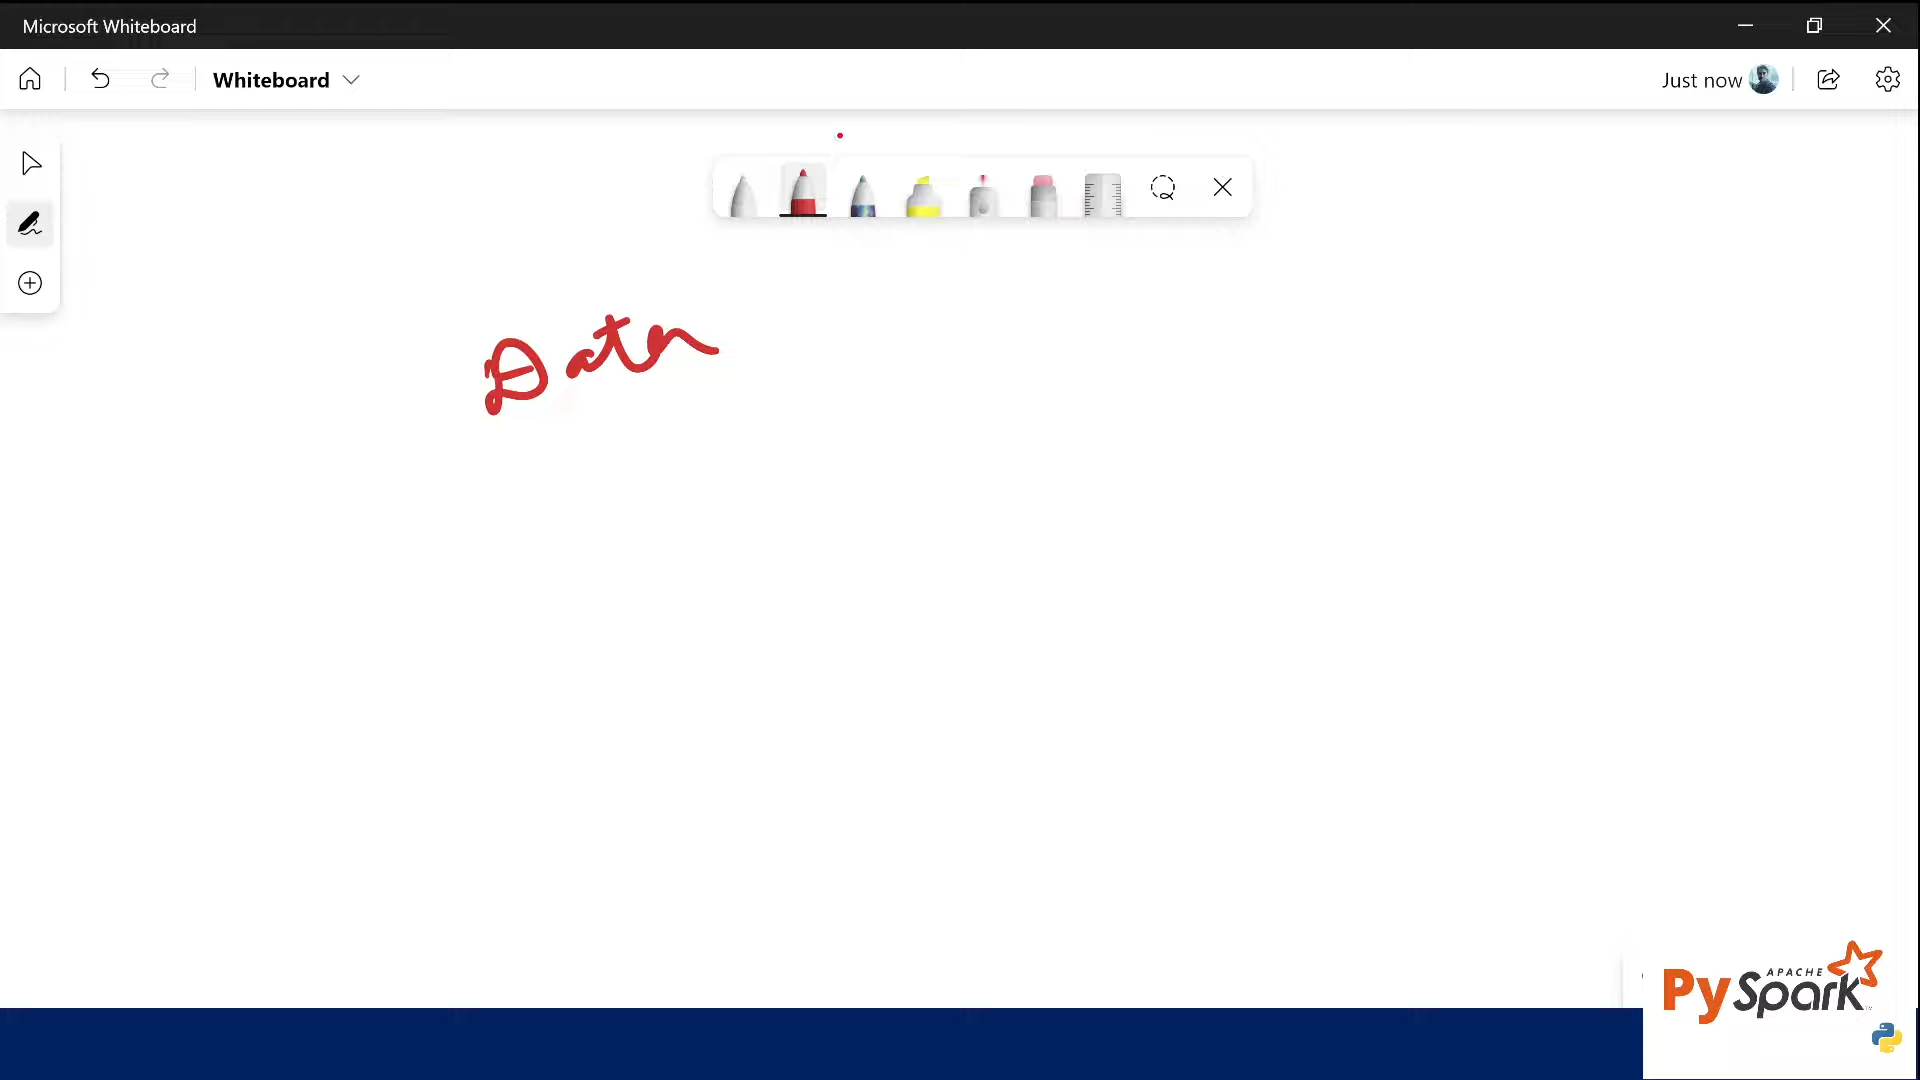 Microsoft Whiteboard
Whiteboard
Just now
Data
APACHE
PySpark